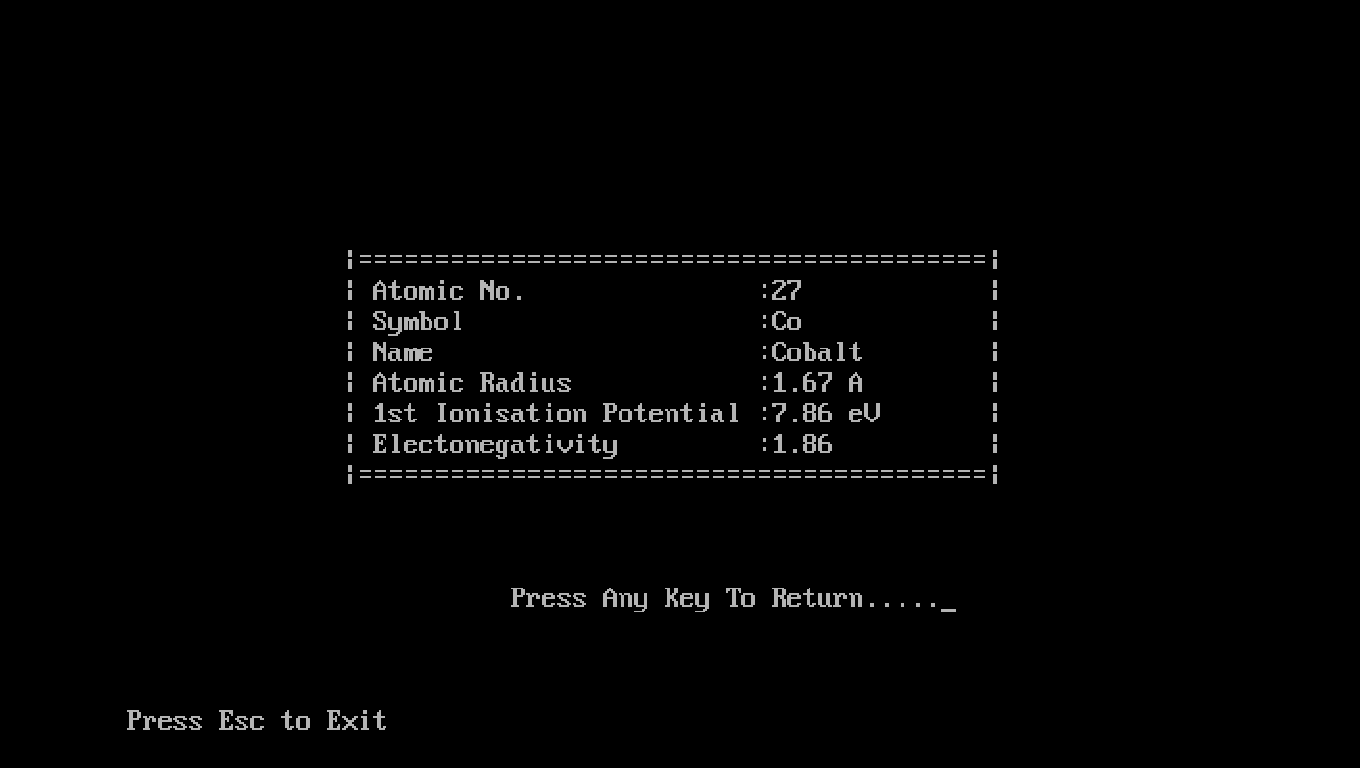 ¦=========================================¦
¦ Atomic No.               :27            ¦
¦ Symbol                   :Co            ¦
¦ Name                     :Cobalt        ¦
¦ Atomic Radius            :1.67 A        ¦
¦ 1st Ionisation Potential :7.86 eV       ¦
¦ Electonegativity         :1.86          ¦
¦=========================================¦
Press Any Key To Return....._
Press Esc to Exit